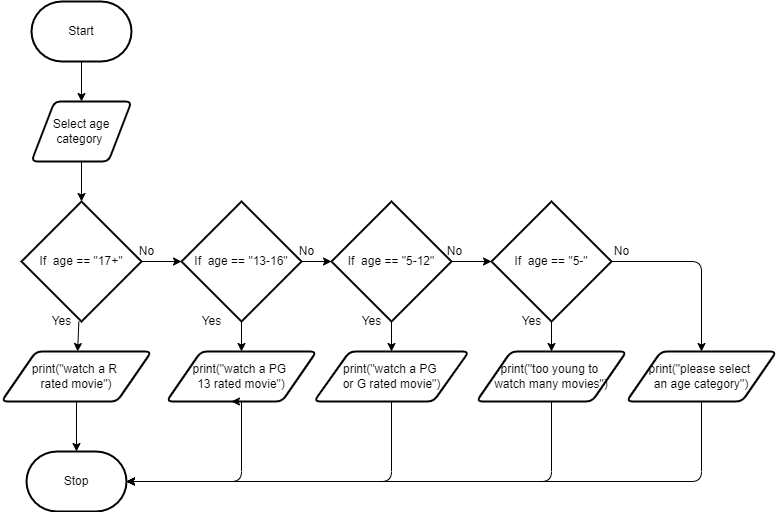 Start
Select age
category
If age == "17+"
No
If age == "13-16"
No
If age == "5-12"
No
If age == "5-"
No
Yes
Yes
Yes
Yes
print("watch a R
rated movie")
print("watch a PG
13 rated movie")
print("watch a PG
or G rated movie")
print("too young to
watch many movies")
print("please select
an age category")
Stop